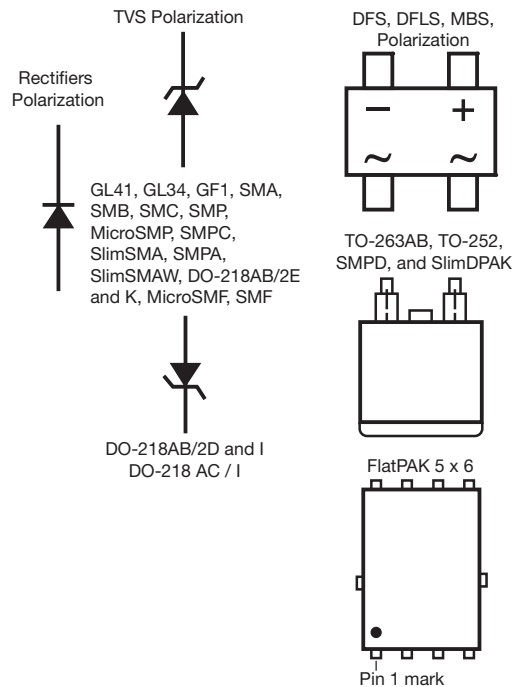 TVS Polarization
Rectifiers
Polarization
GL41, GL34, GF1, SMA,
SMB, SMC, SMP,
MicroSMP, SMPC,
SlimSMA, SMPA,
SlimSMAW, DO-218AB/2E
and K, MicroSMF, SMF
DO-218AB/2D and I
DO-218 AC / I
DFS, DFLS, MBS,
Polarization
− +
~ ~
TO-263AB, TO-252,
SMPD, and SlimDPAK
FlatPAK 5 x 6
Pin 1 mark